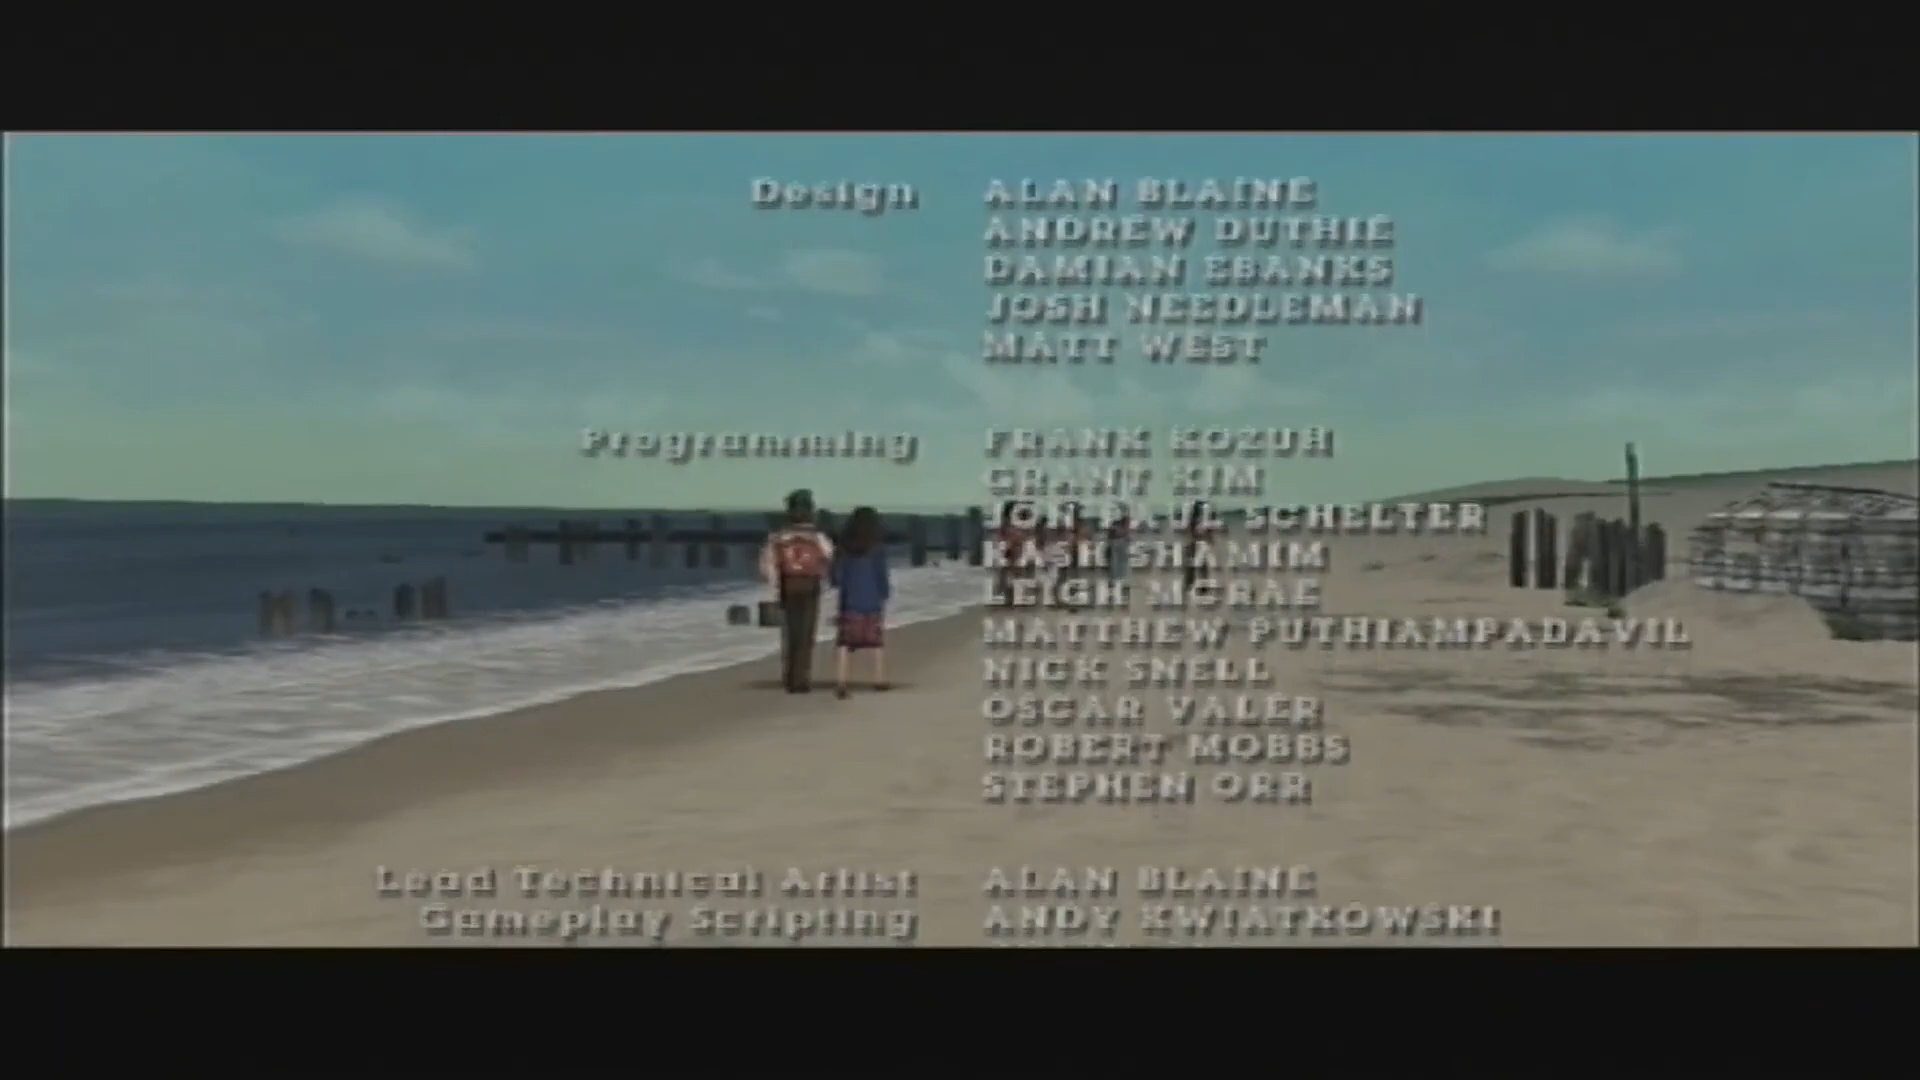 Design ALAN BLAINE
ANDREW DUTHIE
DAMIAN EBANKS
JOSH NEEDLEMAN
MATT WEST
Programming FRANK KOZUH
GRANT KIM
JON PAUL SCHELTER
KASH SHAMIM
LEIGH MCRAE
MATTHEW PUTHIAMPADAVIL
NICK SNELL
OSCAR VALER
ROBERT MOBBS
STEPHEN ORR
Lead Technical Artist ALAN BLAINE
Gameplay Scripting ANDY KWIATKOWSKI